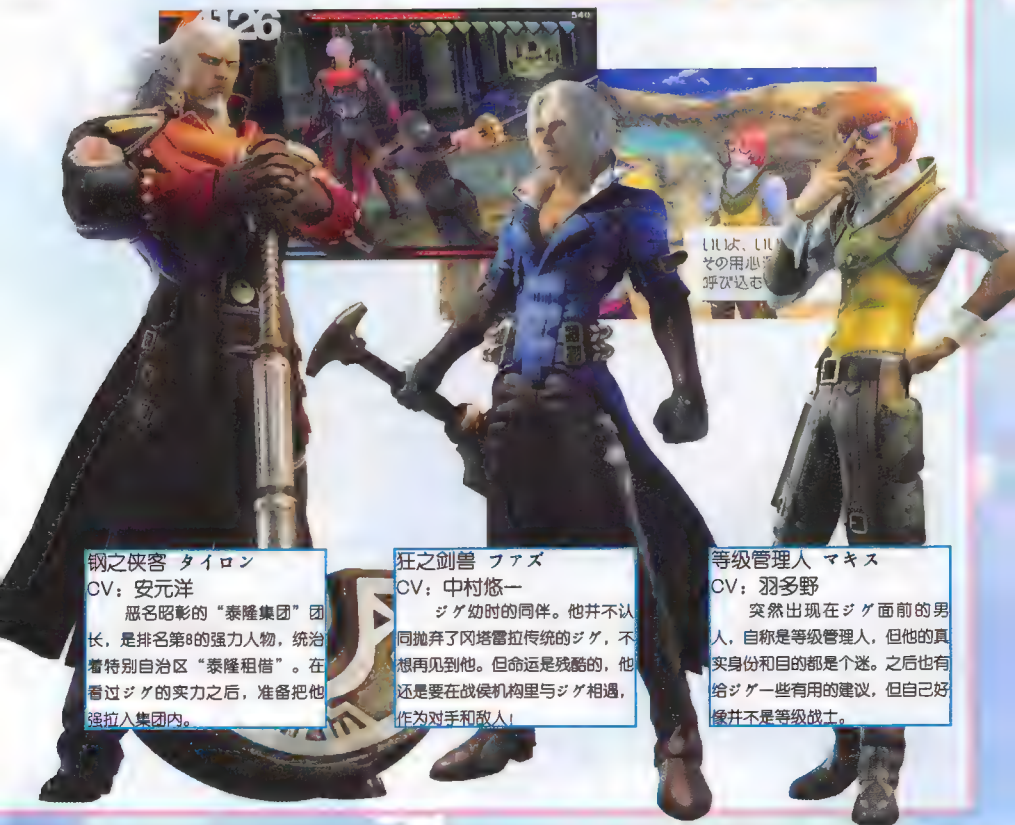 4126
540
いいよ、いい
その用心
呼び込む
钢之侠客 タイロン
CV：安元洋
恶名昭彰的“泰隆集团”团
长，是排名第8的强力人物，统治
着特别自治区“泰隆租借”。在
看过ジグ的实力之后，准备把他
强拉入集团内。
狂之剑兽 ファズ
CV：中村悠一
ジグ幼时的同伴。他并不认
同抛弃了冈塔雷拉传统的ジグ，不
想再见到他。但命运是残酷的，他
还是要在战侯机构里与ジグ相遇，
作为对手和敌人！
等级管理人 マキス
CV：羽多野
突然出现在ジグ面前的男
人，自称是等级管理人，但他的真
实身份和目的都是个迷。之后也有
给ジグ一些有用的建议，但自己好
像并不是等级战士。